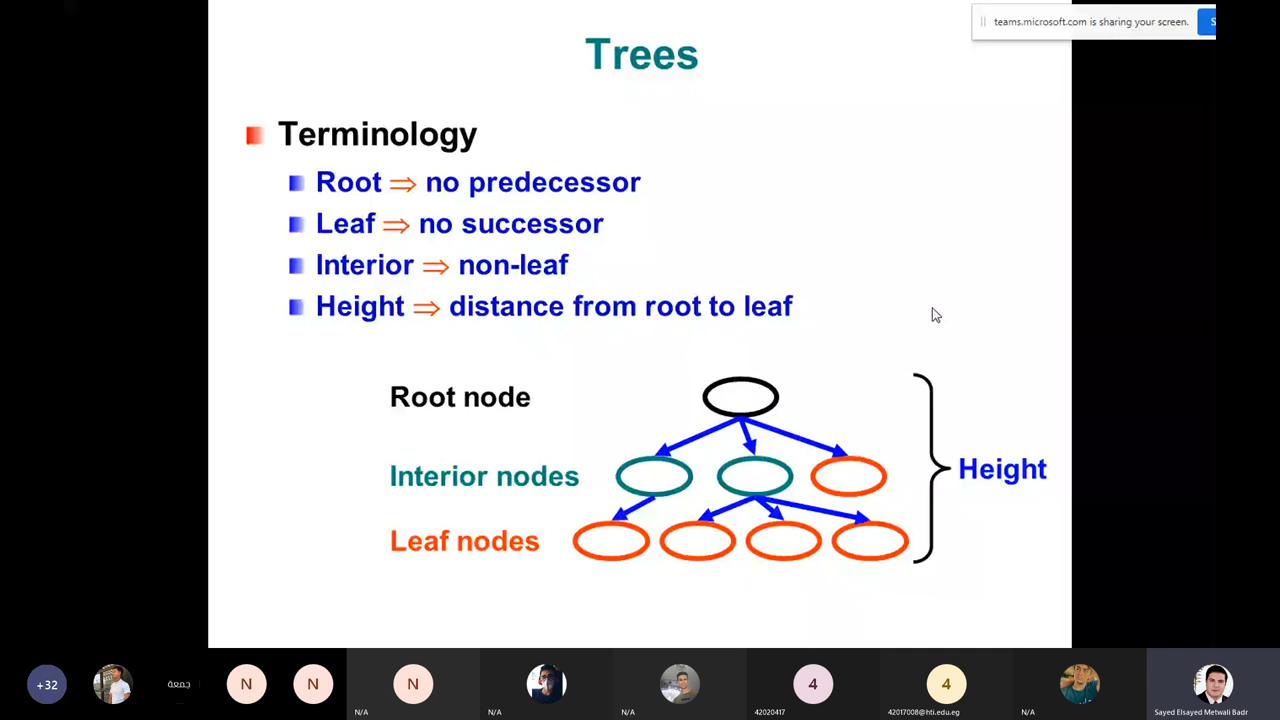 teams.microsoft.com is sharing your screen.
S
Trees
Terminology
Root ⇒ no predecessor
Leaf ⇒ no successor
Interior ⇒ non-leaf
Height ⇒ distance from root to leaf
Root node
Interior nodes
Height
Leaf nodes
+32
جمعة
N
N
N
4
4
N/A
N/A
N/A
42020417
42017008@hti.edu.eg
N/A
Sayed Elsayed Metwali Badr